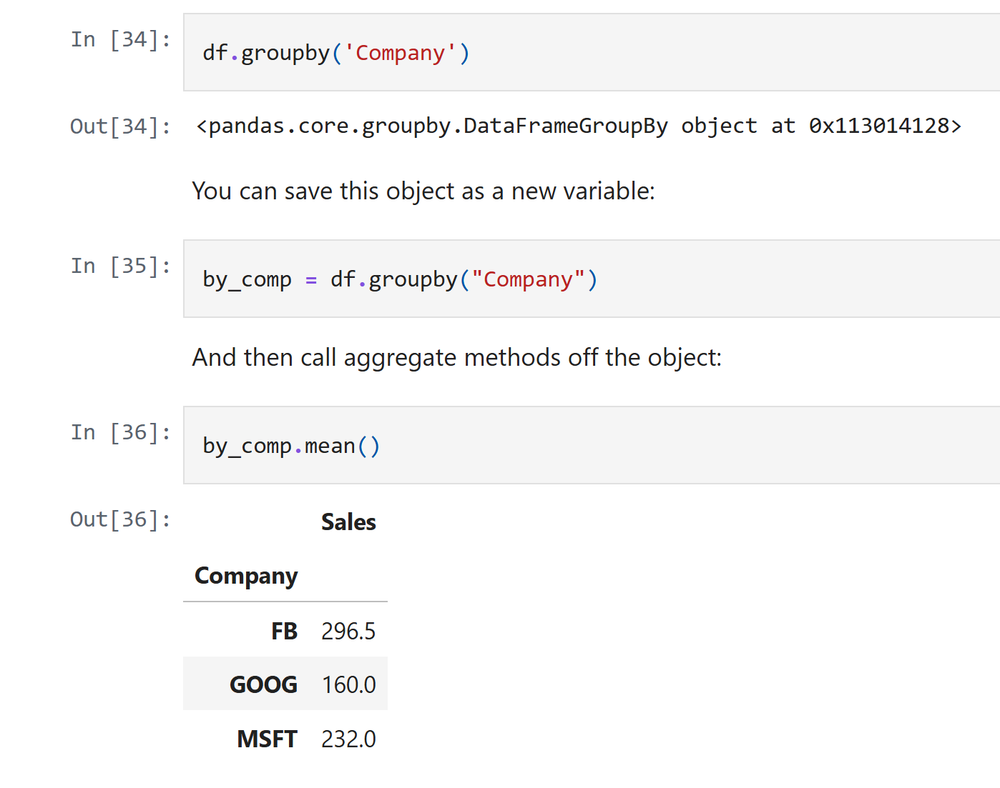 In [34]:
df.groupby('Company')
Out[34]:
<pandas.core.groupby.DataFrameGroupBy object at 0x113014128>
You can save this object as a new variable:
In [35]:
by_comp = df.groupby("Company")
And then call aggregate methods off the object:
In [36]:
by_comp.mean()
Out[36]:
Sales
Company
FB 296.5
GOOG 160.0
MSFT 232.0